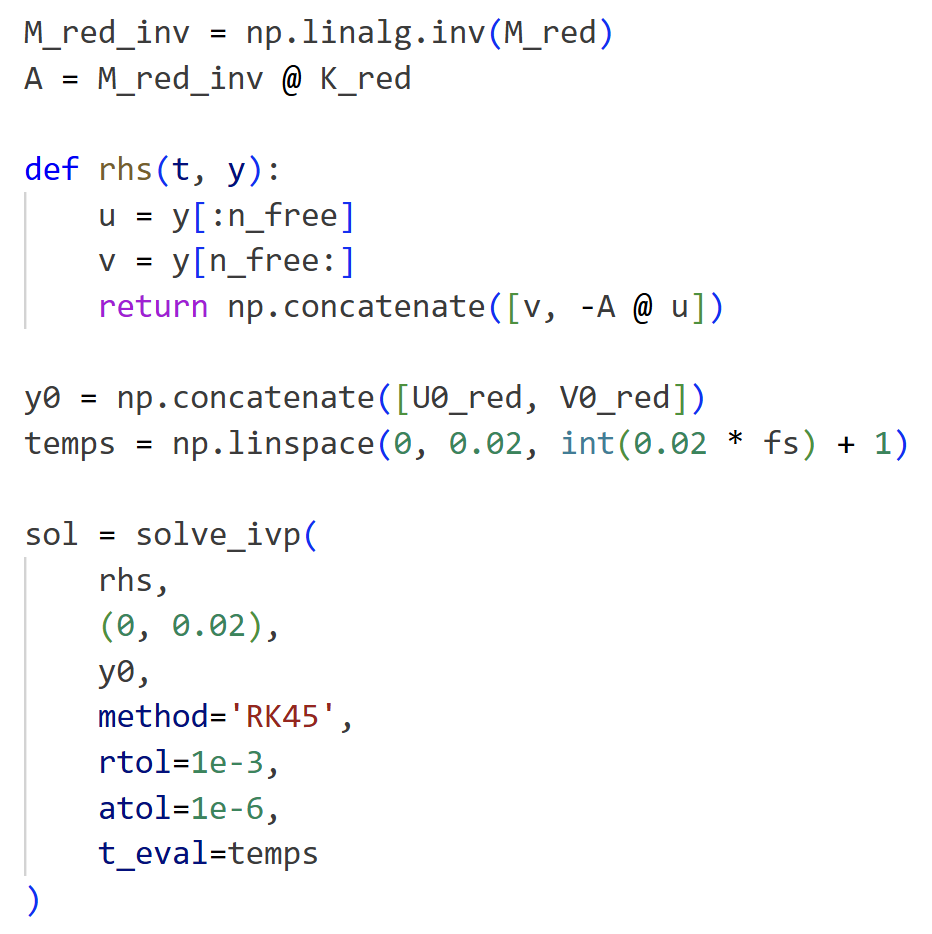 M_red_inv = np.linalg.inv(M_red)
A = M_red_inv @ K_red
def rhs(t, y):
    u = y[:n_free]
    v = y[n_free:]
    return np.concatenate([v, -A @ u])
y0 = np.concatenate([U0_red, V0_red])
temps = np.linspace(0, 0.02, int(0.02 * fs) + 1)
sol = solve_ivp(
    rhs,
    (0, 0.02),
    y0,
    method='RK45',
    rtol=1e-3,
    atol=1e-6,
    t_eval=temps
)